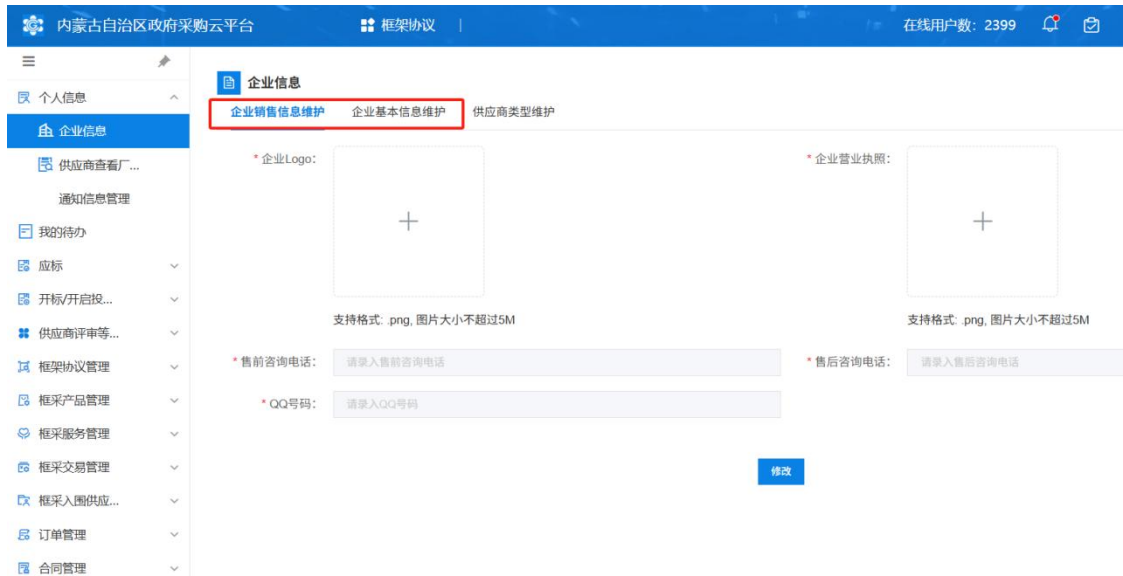 内蒙古自治区政府采购云平台 框架协议 在线用户数：2399
企业信息
企业销售信息维护 企业基本信息维护 供应商类型维护
个人信息
企业信息
供应商查看厂...
通知信息管理
我的待办
应标
开标/开启投...
供应商评审等...
框架协议管理
框采产品管理
框采服务管理
框采交易管理
框采入围供应...
订单管理
合同管理
* 企业Logo： * 企业营业执照：
支持格式: .png, 图片大小不超过5M 支持格式: .png, 图片大小不超过5M
* 售前咨询电话： 请录入售前咨询电话 * 售后咨询电话： 请录入售后咨询电话
* QQ号码： 请录入QQ号码
修改